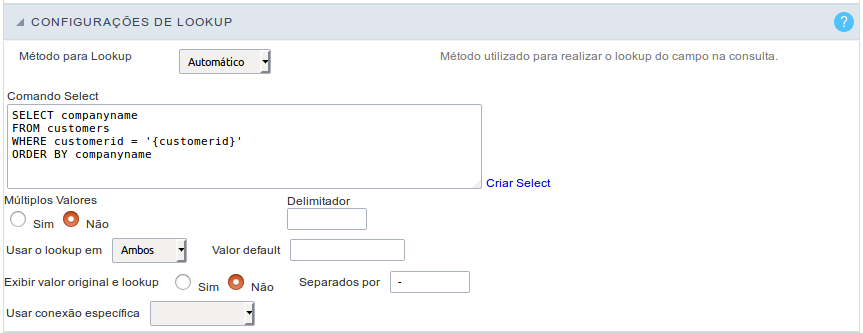 CONFIGURAÇÕES DE LOOKUP ?
Método para Lookup Automático Método utilizado para realizar o lookup do campo na consulta.
Comando Select
SELECT companyname
FROM customers
WHERE customerid = '{customerid}'
ORDER BY companyname
Criar Select
Múltiplos Valores Delimitador
Sim Não
Usar o lookup em Ambos Valor default
Exibir valor original e lookup Sim Não Separados por -
Usar conexão específica